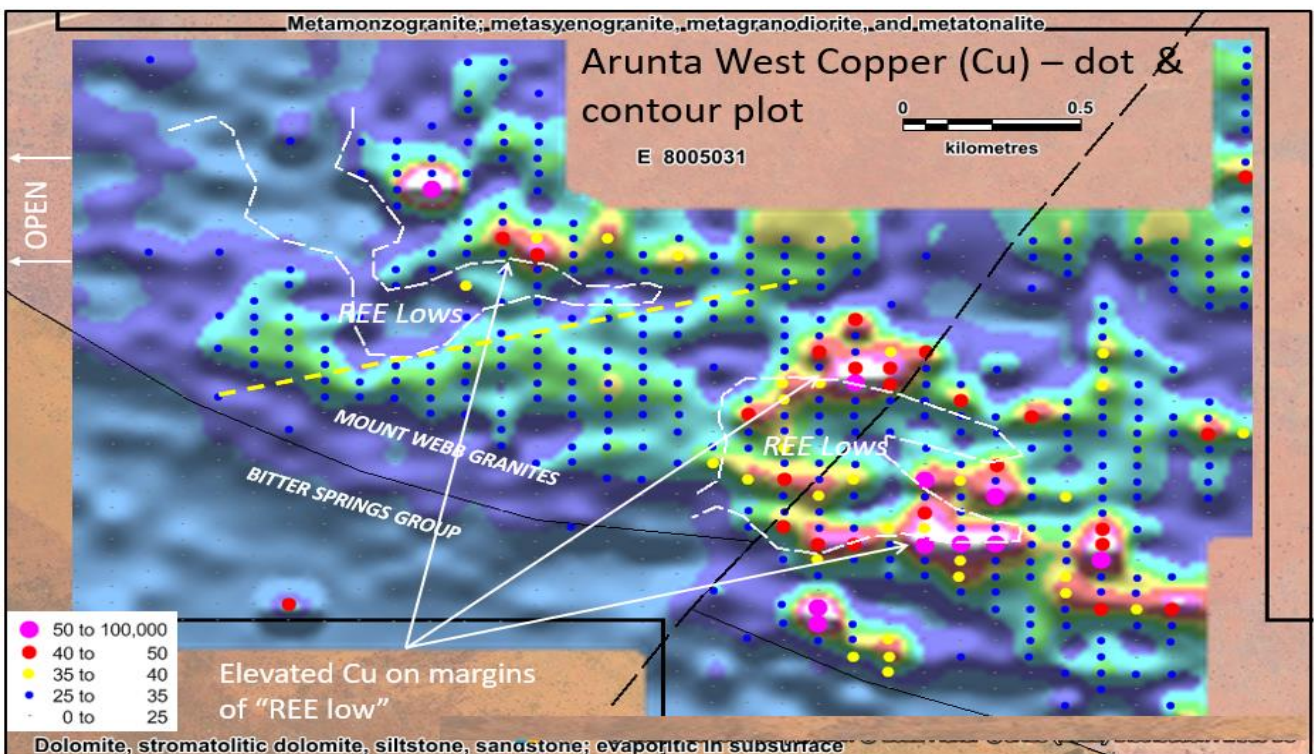 Metamonzogranite; metasyenogranite, metagranodiorite, and metatonalite
Arunta West Copper (Cu) – dot &
contour plot
0 0.5
kilometres
E 8005031
OPEN
REE Lows
REE Lows
MOUNT WEBB GRANITES
BITTER SPRINGS GROUP
50 to 100,000
40 to 50
35 to 40
25 to 35
0 to 25
Elevated Cu on margins
of “REE low”
Dolomite, stromatolitic dolomite, siltstone, sandstone; evaporitic in subsurface